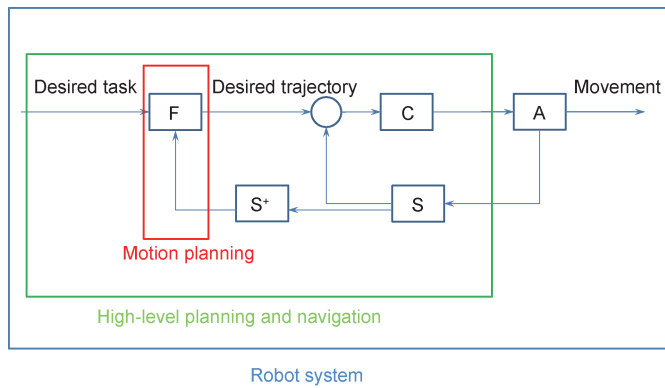 Desired task
Desired trajectory
Movement
F
C
A
S⁺
S
Motion planning
High-level planning and navigation
Robot system